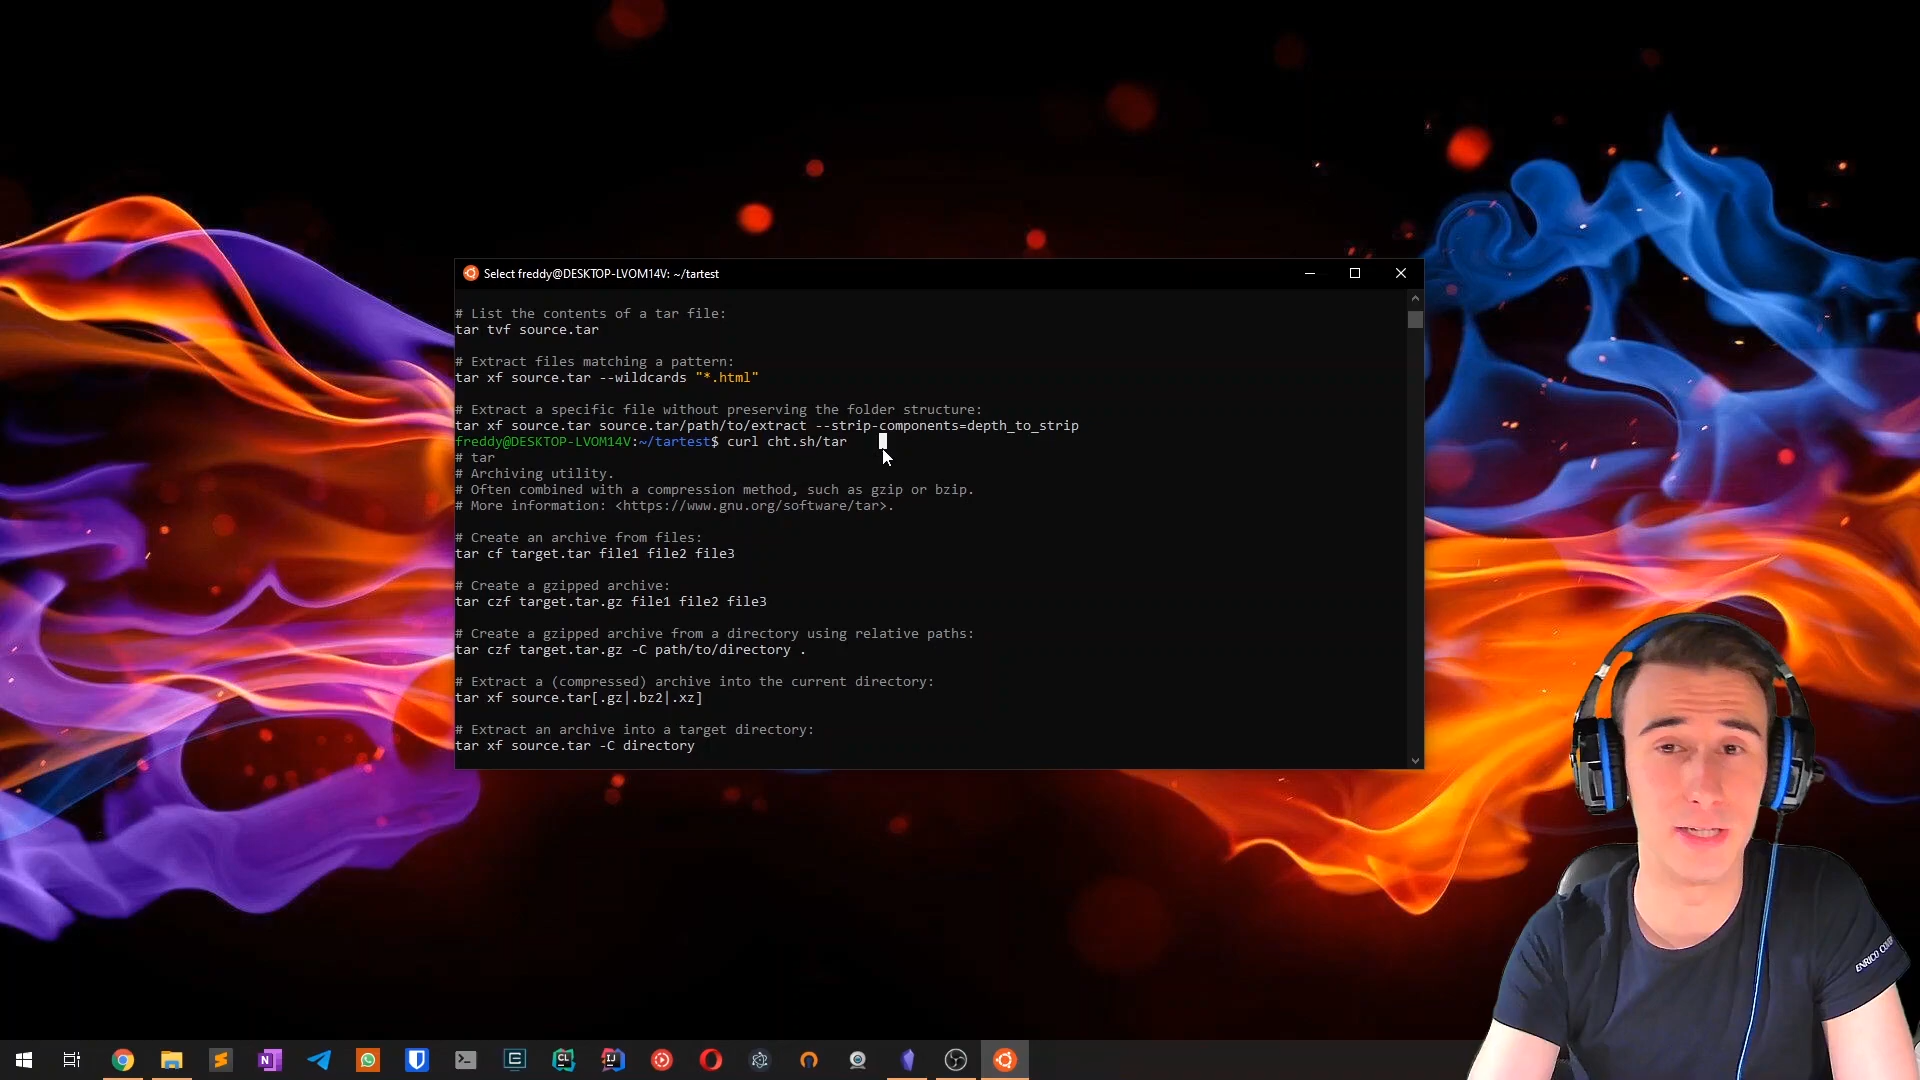 Select freddy@DESKTOP-LVOM14V: ~/tartest
# List the contents of a tar file:
tar tvf source.tar
# Extract files matching a pattern:
tar xf source.tar --wildcards "*.html"
# Extract a specific file without preserving the folder structure:
tar xf source.tar source.tar/path/to/extract --strip-components=depth_to_strip
freddy@DESKTOP-LVOM14V:~/tartest$ curl cht.sh/tar
# tar
# Archiving utility.
# Often combined with a compression method, such as gzip or bzip.
# More information: <https://www.gnu.org/software/tar>.
# Create an archive from files:
tar cf target.tar file1 file2 file3
# Create a gzipped archive:
tar czf target.tar.gz file1 file2 file3
# Create a gzipped archive from a directory using relative paths:
tar czf target.tar.gz -C path/to/directory .
# Extract a (compressed) archive into the current directory:
tar xf source.tar[.gz|.bz2|.xz]
# Extract an archive into a target directory:
tar xf source.tar -C directory
ENRICO COVERI
N
CL
IJ